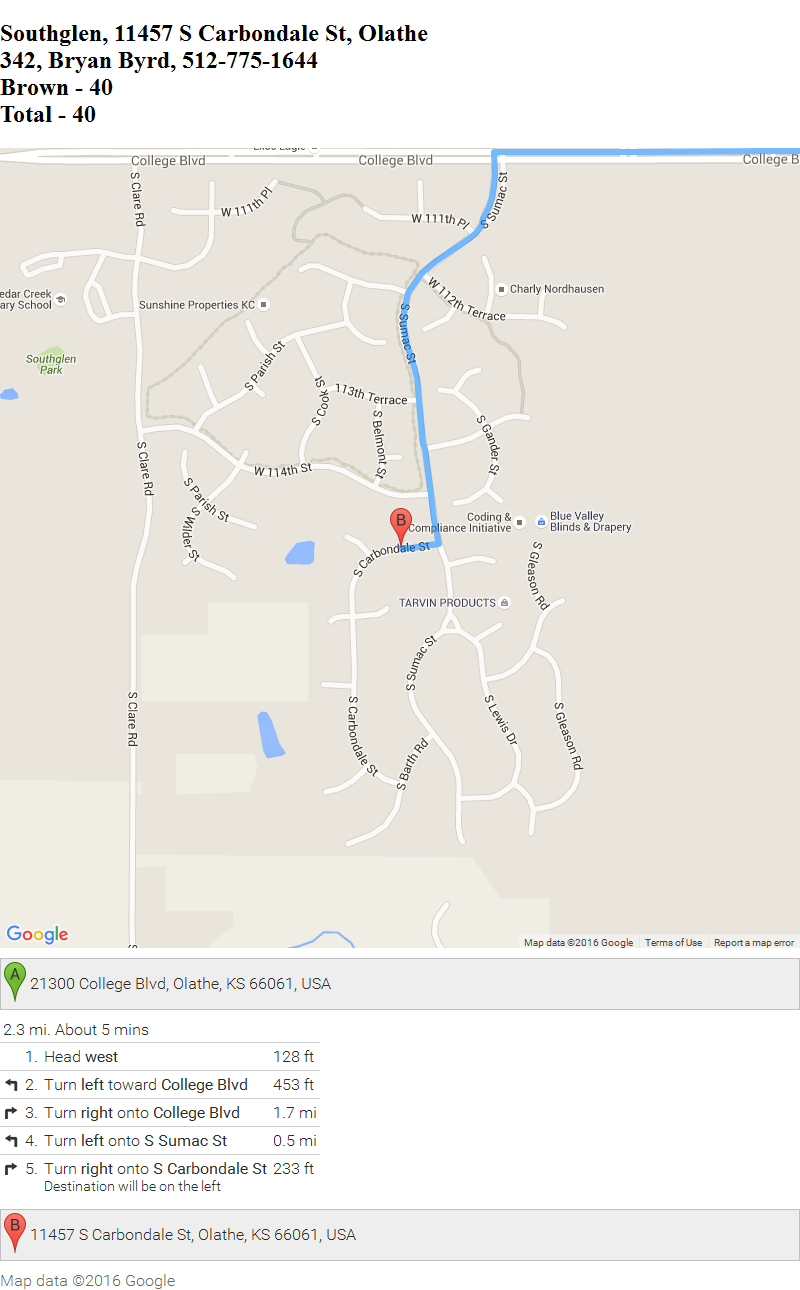 Southglen, 11457 S Carbondale St, Olathe
342, Bryan Byrd, 512-775-1644
Brown - 40
Total - 40
College Blvd
College Blvd
College B
S Clare Rd
W 111th Pl
W 111th Pl
S Sumac St
edar Creek
ary School
Sunshine Properties KC
Charly Nordhausen
W 112th Terrace
S Sumac St
Southglen
Park
S Parish St
S Cook St
113th Terrace
S Belmont St
S Gander St
S Clare Rd
W 114th St
S Parish St
S Wilder St
B
Coding &
Compliance Initiative
Blue Valley
Blinds & Drapery
S Carbondale St
S Gleason Rd
TARVIN PRODUCTS
S Sumac St
S Clare Rd
S Carbondale St
S Barth Rd
S Lewis Dr
S Gleason Rd
S
Google
Map data ©2016 Google Terms of Use Report a map error
A 21300 College Blvd, Olathe, KS 66061, USA
2.3 mi. About 5 mins
1. Head west 128 ft
2. Turn left toward College Blvd 453 ft
3. Turn right onto College Blvd 1.7 mi
4. Turn left onto S Sumac St 0.5 mi
5. Turn right onto S Carbondale St 233 ft
Destination will be on the left
B 11457 S Carbondale St, Olathe, KS 66061, USA
Map data ©2016 Google